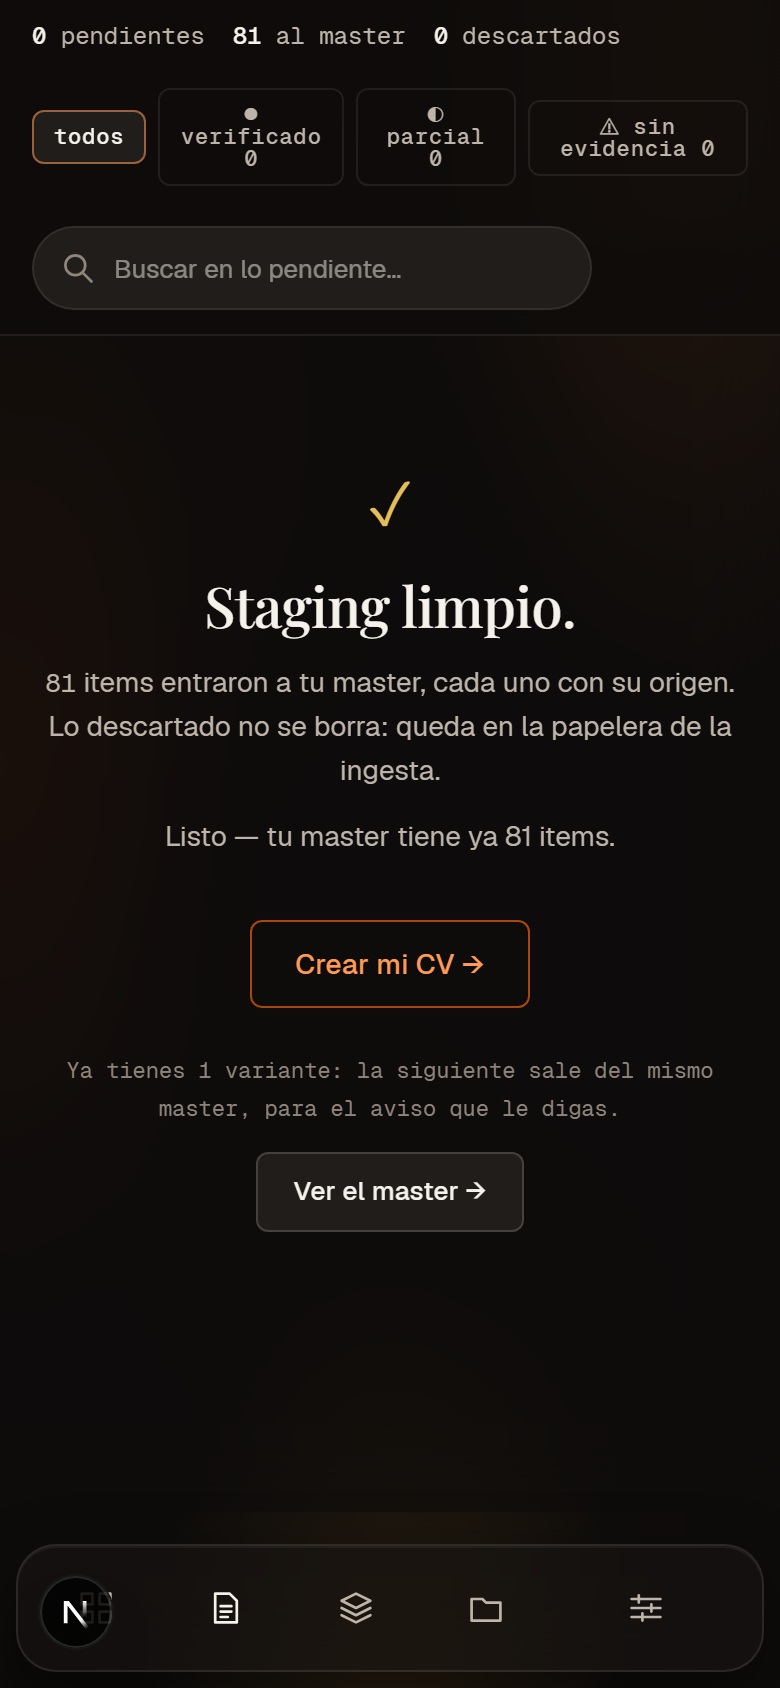 0 pendientes 81 al master 0 descartados
todos
● verificado 0
◐ parcial 0
⚠ sin evidencia 0
Buscar en lo pendiente…
✓
Staging limpio.
81 items entraron a tu master, cada uno con su origen.
Lo descartado no se borra: queda en la papelera de la
ingesta.
Listo — tu master tiene ya 81 items.
Crear mi CV →
Ya tienes 1 variante: la siguiente sale del mismo
master, para el aviso que le digas.
Ver el master →
N